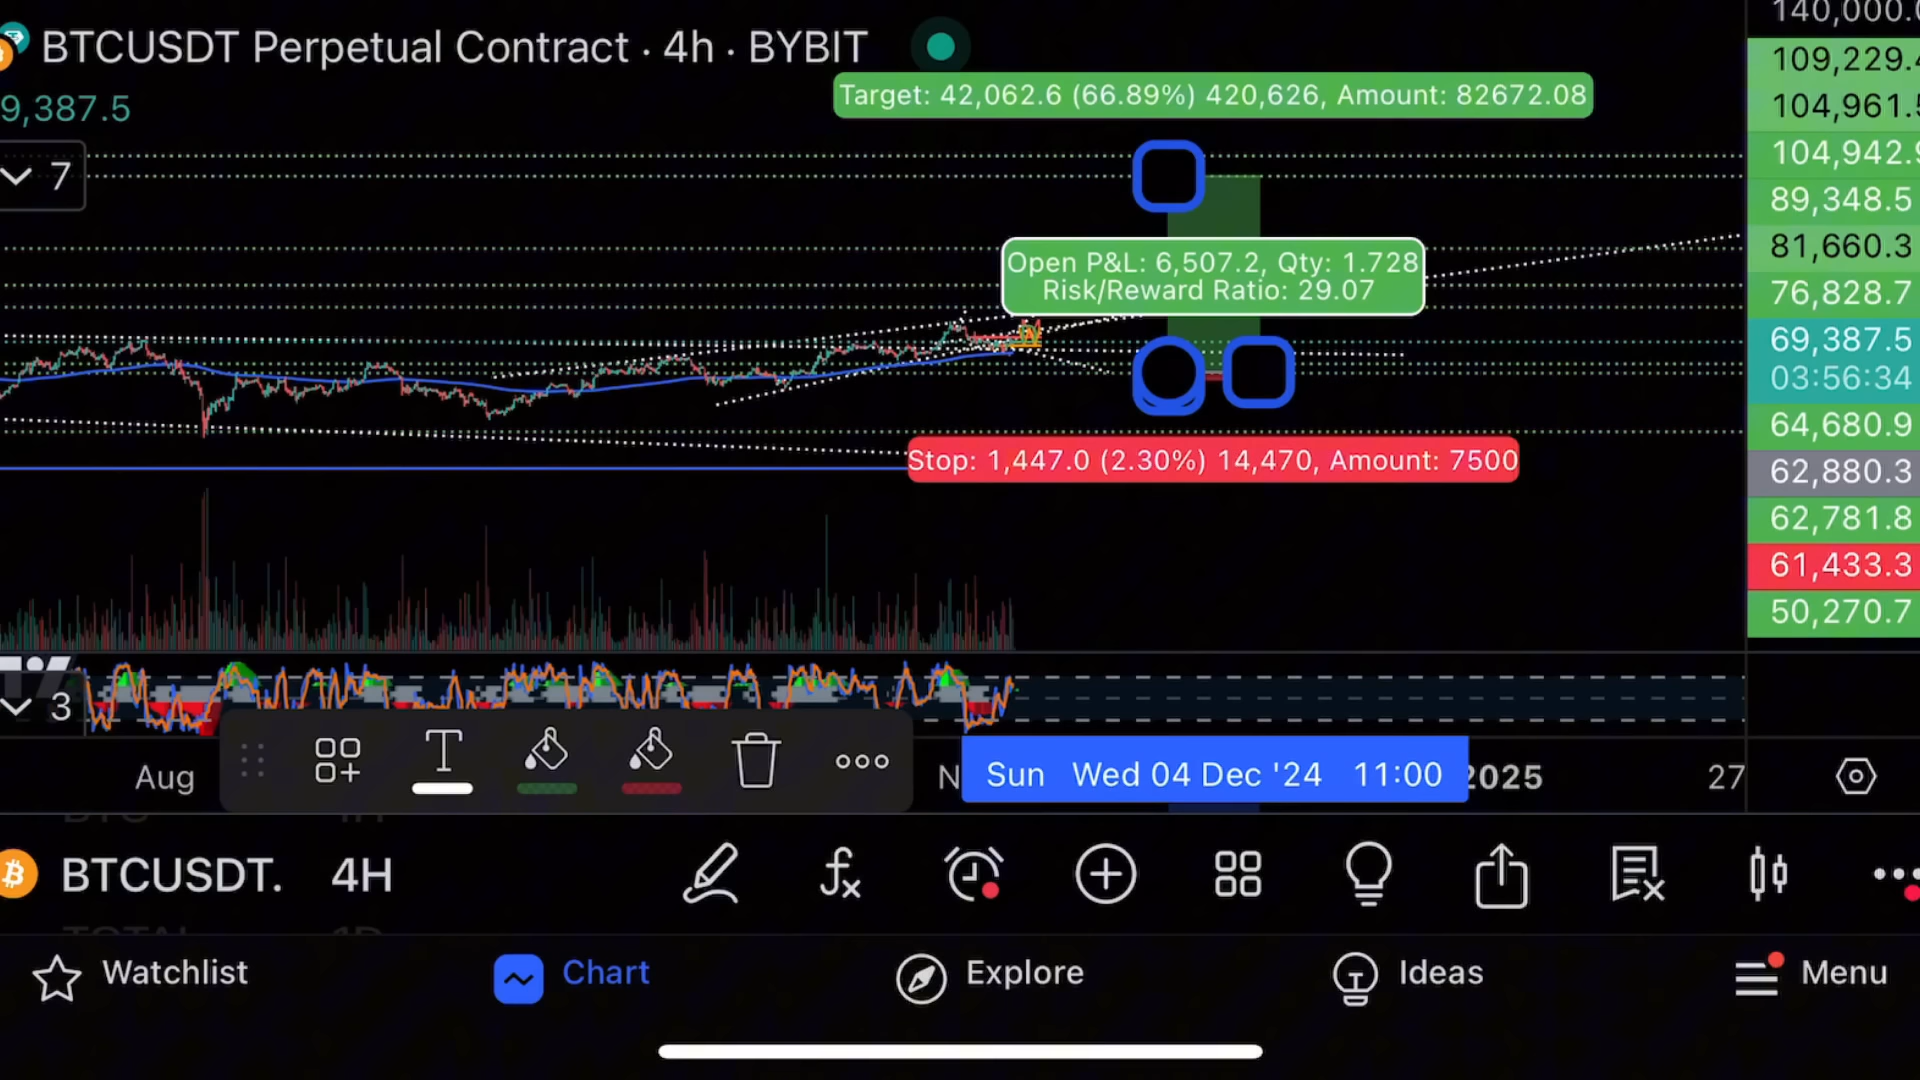 BTCUSDT Perpetual Contract · 4h · BYBIT
9,387.5
7
Target: 42,062.6 (66.89%) 420,626, Amount: 82672.08
Open P&L: 6,507.2, Qty: 1.728
Risk/Reward Ratio: 29.07
Stop: 1,447.0 (2.30%) 14,470, Amount: 7500
140,000.0
109,229.4
104,961.5
104,942.9
89,348.5
81,660.3
76,828.7
69,387.5
03:56:34
64,680.9
62,880.3
62,781.8
61,433.3
50,270.7
3
Aug
N
Sun Wed 04 Dec '24 11:00
2025
27
BTCUSDT. 4H
Watchlist
Chart
Explore
Ideas
Menu